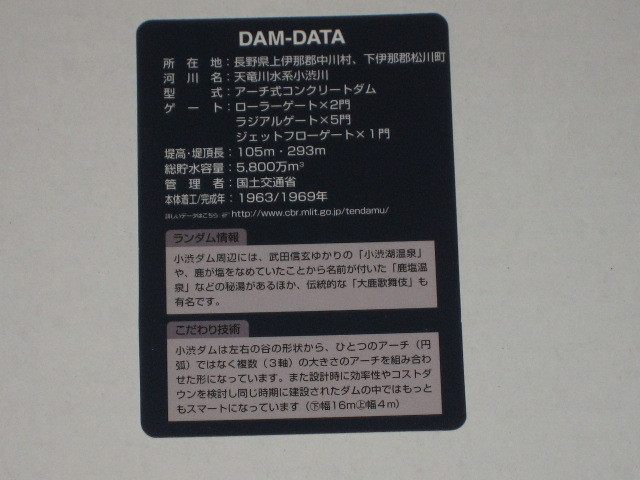 DAM-DATA
所在地：長野県上伊那郡中川村、下伊那郡松川町
河川名：天竜川水系小渋川
型式：アーチ式コンクリートダム
ゲート：ローラーゲート×2門
ラジアルゲート×5門
ジェットフローゲート×1門
堤高・堤頂長：105m・293m
総貯水容量：5,800万m³
管理者：国土交通省
本体着工/完成年：1963/1969年
詳しいデータはこちら ☞ http://www.cbr.mlit.go.jp/tendamu/
ランダム情報
小渋ダム周辺には、武田信玄ゆかりの「小渋湖温泉」
や、鹿が塩をなめていたことから名前が付いた「鹿塩温
泉」などの秘湯があるほか、伝統的な「大鹿歌舞伎」も
有名です。
こだわり技術
小渋ダムは左右の谷の形状から、ひとつのアーチ（円
弧）ではなく複数（3軸）の大きさのアーチを組み合わ
せた形になっています。また設計時に効率性やコストダ
ウンを検討し同じ時期に建設されたダムの中ではもっと
もスマートになっています（㊦幅16m㊤幅4m）